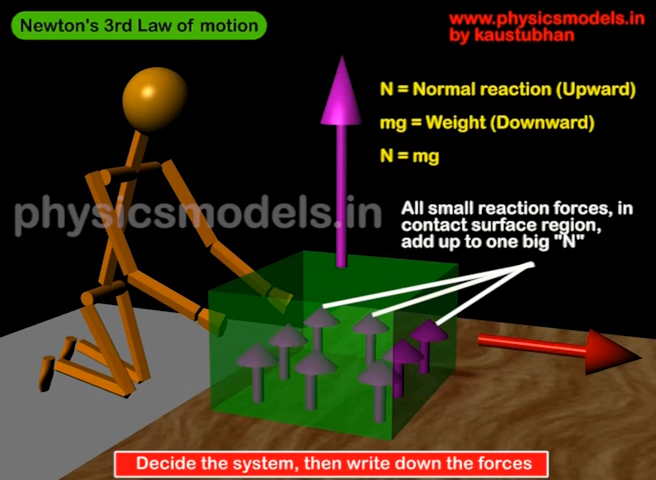 Newton's 3rd Law of motion
www.physicsmodels.in
by kaustubhan
N = Normal reaction (Upward)
mg = Weight (Downward)
N = mg
physicsmodels.in
All small reaction forces, in
contact surface region,
add up to one big "N"
Decide the system, then write down the forces